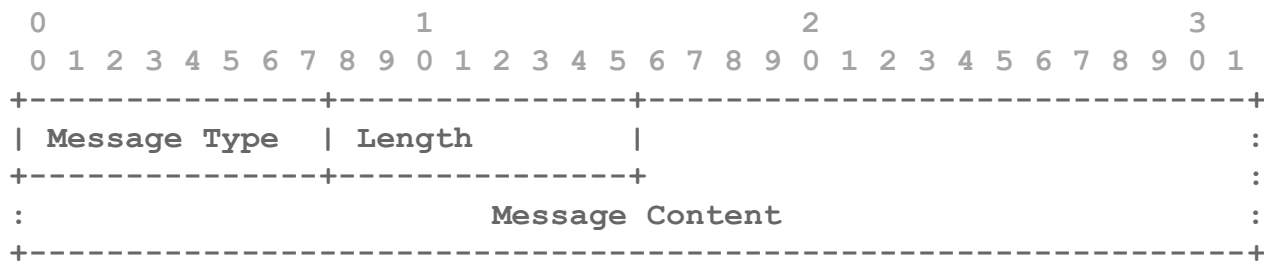 0                   1                   2                   3
 0 1 2 3 4 5 6 7 8 9 0 1 2 3 4 5 6 7 8 9 0 1 2 3 4 5 6 7 8 9 0 1
+---------------+---------------+-------------------------------+
| Message Type  | Length        |                               :
+---------------+---------------+                               :
:                        Message Content                        :
+---------------------------------------------------------------+